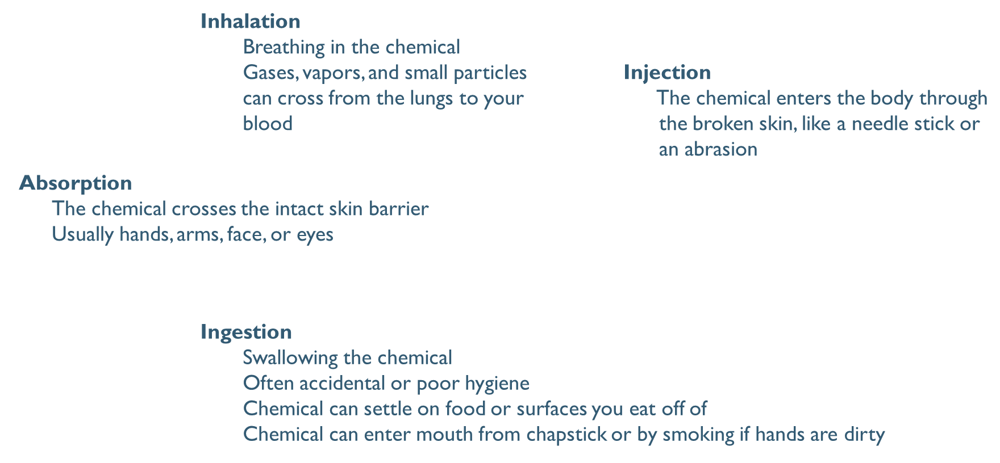 Inhalation
Breathing in the chemical
Gases, vapors, and small particles
can cross from the lungs to your
blood
Injection
The chemical enters the body through
the broken skin, like a needle stick or
an abrasion
Absorption
The chemical crosses the intact skin barrier
Usually hands, arms, face, or eyes
Ingestion
Swallowing the chemical
Often accidental or poor hygiene
Chemical can settle on food or surfaces you eat off of
Chemical can enter mouth from chapstick or by smoking if hands are dirty